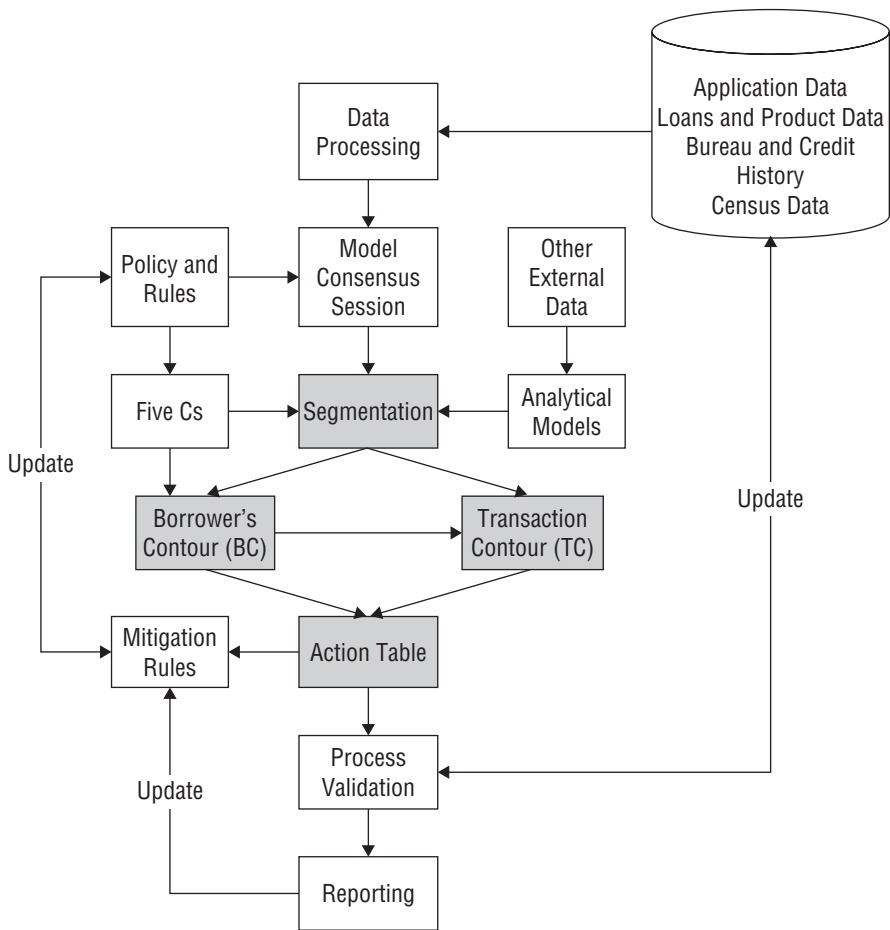 Application Data
Loans and Product Data
Bureau and Credit
History
Census Data
Data
Processing
Policy and
Rules
Model
Consensus
Session
Other
External
Data
Five Cs
Segmentation
Analytical
Models
Update
Update
Borrower's
Contour (BC)
Transaction
Contour (TC)
Mitigation
Rules
Action Table
Process
Validation
Update
Reporting